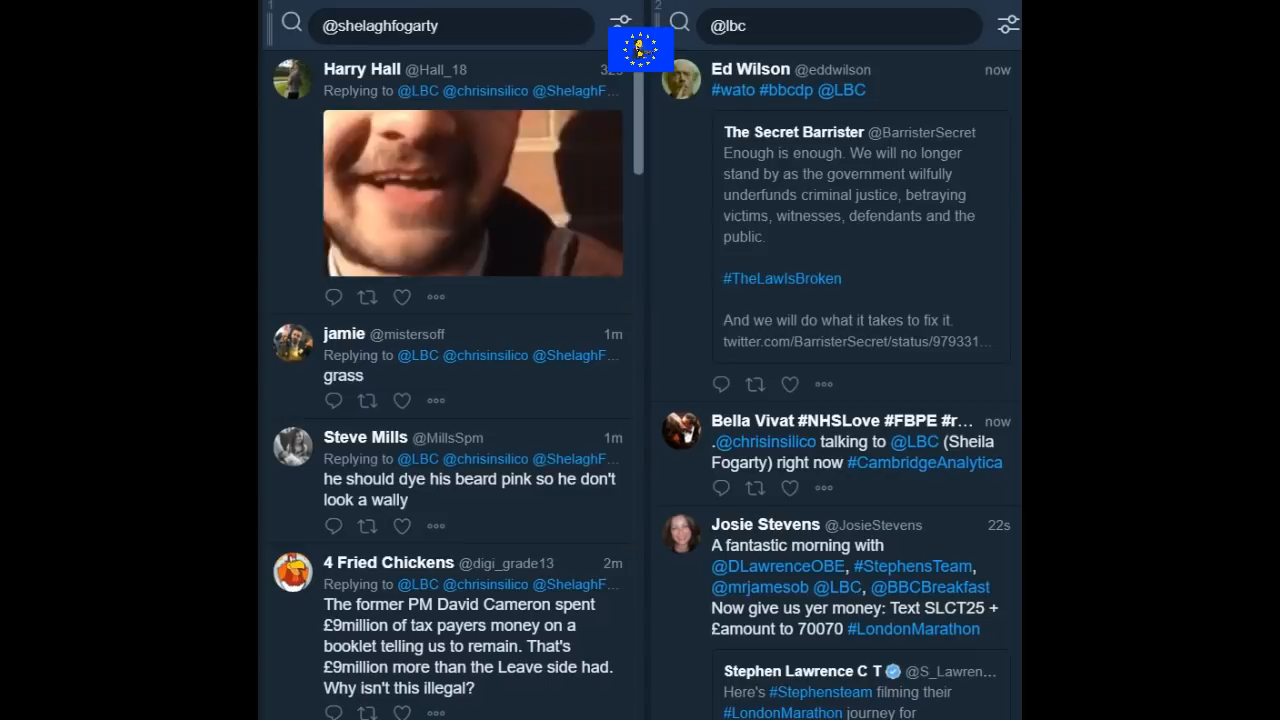 1
@shelaghfogarty
Harry Hall @Hall_18
Replying to @LBC @chrisinsilico @ShelaghF...
jamie @mistersoff 1m
Replying to @LBC @chrisinsilico @ShelaghF...
grass
Steve Mills @MillsSpm 1m
Replying to @LBC @chrisinsilico @ShelaghF...
he should dye his beard pink so he don't
look a wally
4 Fried Chickens @digi_grade13 2m
Replying to @LBC @chrisinsilico @ShelaghF...
The former PM David Cameron spent
£9million of tax payers money on a
booklet telling us to remain. That's
£9million more than the Leave side had.
Why isn't this illegal?
2
@lbc
Ed Wilson @eddwilson now
#wato #bbcdp @LBC
The Secret Barrister @BarristerSecret
Enough is enough. We will no longer
stand by as the government wilfully
underfunds criminal justice, betraying
victims, witnesses, defendants and the
public.
#TheLawIsBroken
And we will do what it takes to fix it.
twitter.com/BarristerSecret/status/979331...
Bella Vivat #NHSLove #FBPE #r... now
.@chrisinsilico talking to @LBC (Sheila
Fogarty) right now #CambridgeAnalytica
Josie Stevens @JosieStevens 22s
A fantastic morning with
@DLawrenceOBE, #StephensTeam,
@mrjamesob @LBC, @BBCBreakfast
Now give us yer money: Text SLCT25 +
£amount to 70070 #LondonMarathon
Stephen Lawrence C T @S_Lawren...
Here's #Stephensteam filming their
#LondonMarathon journey for